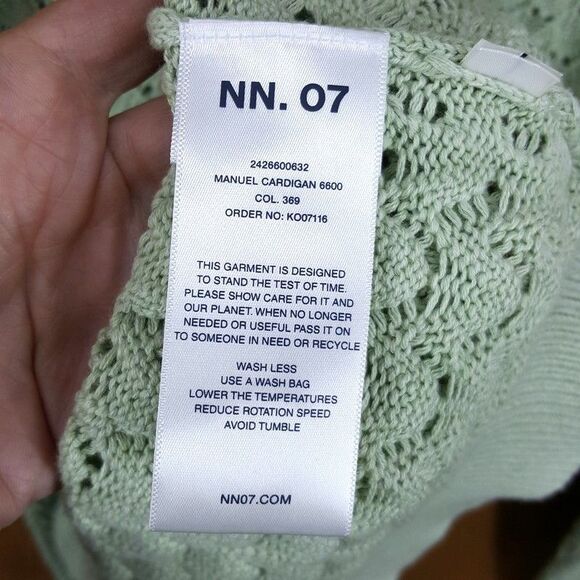 NN. 07
2426600632
MANUEL CARDIGAN 6600
COL. 369
ORDER NO: KO07116
THIS GARMENT IS DESIGNED
TO STAND THE TEST OF TIME.
PLEASE SHOW CARE FOR IT AND
OUR PLANET. WHEN NO LONGER
NEEDED OR USEFUL PASS IT ON
TO SOMEONE IN NEED OR RECYCLE
WASH LESS
USE A WASH BAG
LOWER THE TEMPERATURES
REDUCE ROTATION SPEED
AVOID TUMBLE
NN07.COM